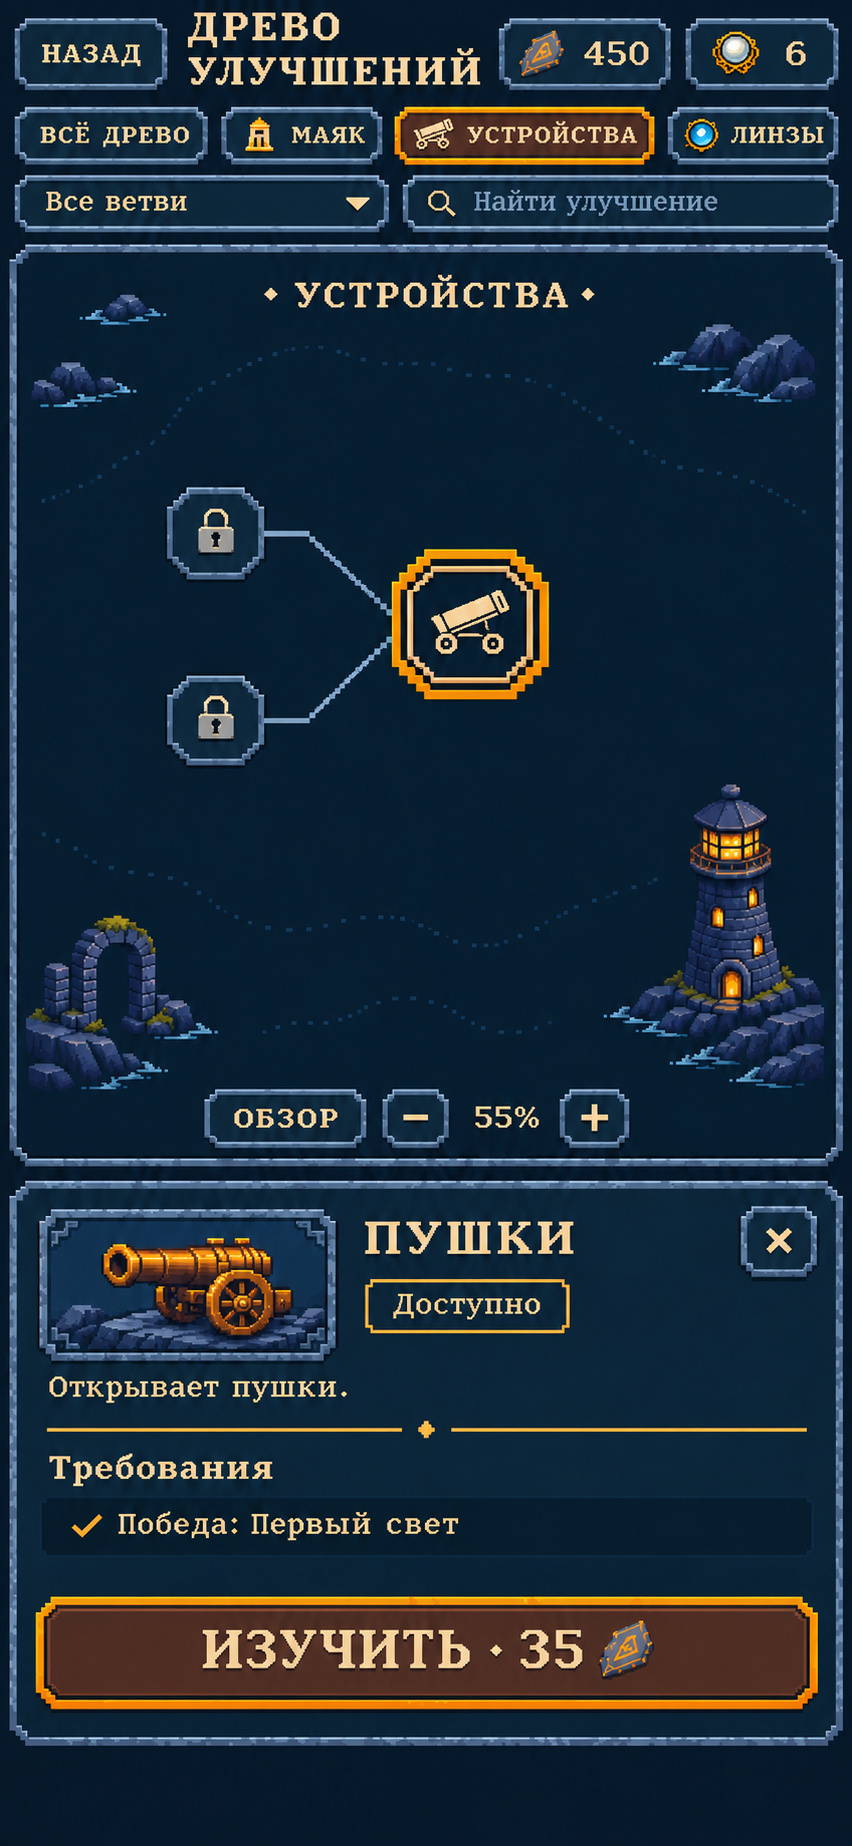 НАЗАД
ДРЕВО
УЛУЧШЕНИЙ
450
6
ВСЁ ДРЕВО
МАЯК
УСТРОЙСТВА
ЛИНЗЫ
Все ветви
Найти улучшение
УСТРОЙСТВА
ОБЗОР
−
55%
+
ПУШКИ
×
Доступно
Открывает пушки.
Требования
Победа: Первый свет
ИЗУЧИТЬ · 35